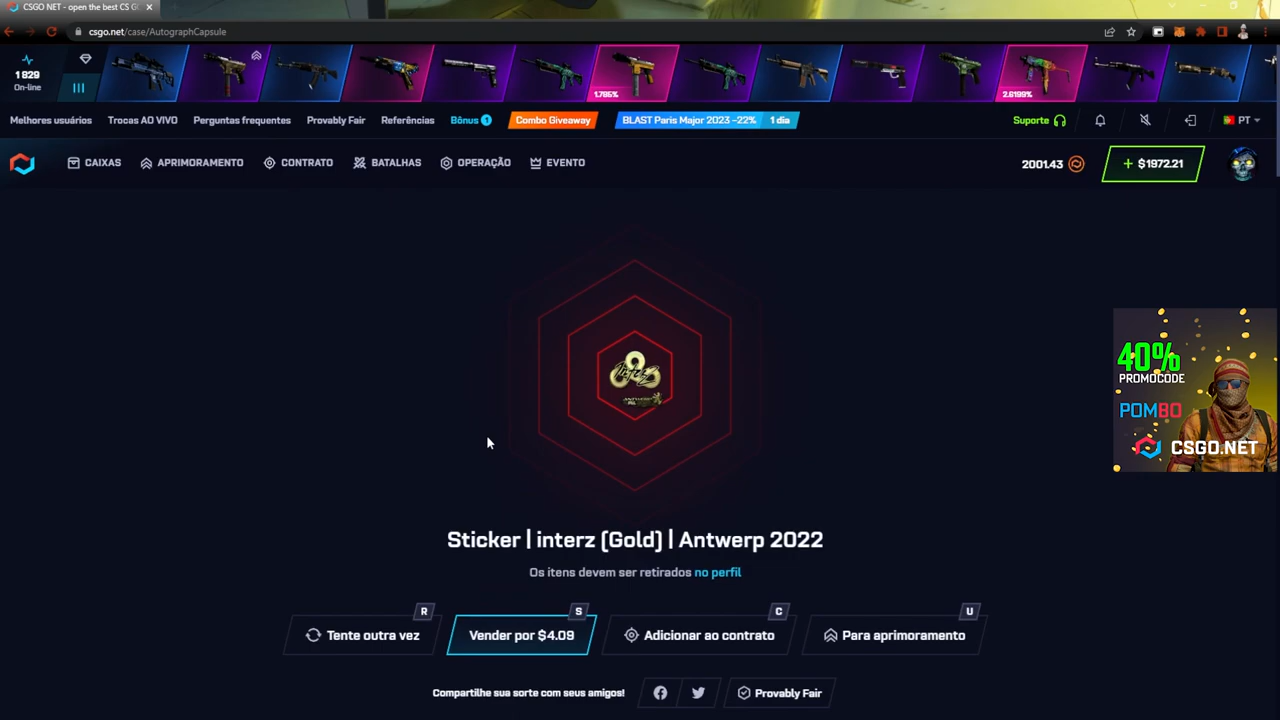 CSGO NET - open the best CS G
csgo.net/case/AutographCapsule
1 829
On-line
1.795%
2.6199%
Melhores usuários
Trocas AO VIVO
Perguntas frequentes
Provably Fair
Referências
Bônus 1
Combo Giveaway
BLAST Paris Major 2023 –22%
1 dia
Suporte
PT
CAIXAS
APRIMORAMENTO
CONTRATO
BATALHAS
OPERAÇÃO
EVENTO
2001.43
+ $1972.21
40%
PROMOCODE
POMBO
CSGO.NET
Interz
Sticker | interz (Gold) | Antwerp 2022
Os itens devem ser retirados no perfil
R
S
C
U
Tente outra vez
Vender por $4.09
Adicionar ao contrato
Para aprimoramento
Compartilhe sua sorte com seus amigos!
Provably Fair